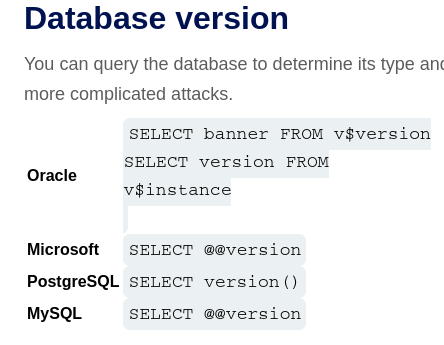 Database version
You can query the database to determine its type and
more complicated attacks.
Oracle
SELECT banner FROM v$version
SELECT version FROM
v$instance
Microsoft SELECT @@version
PostgreSQL SELECT version()
MySQL SELECT @@version